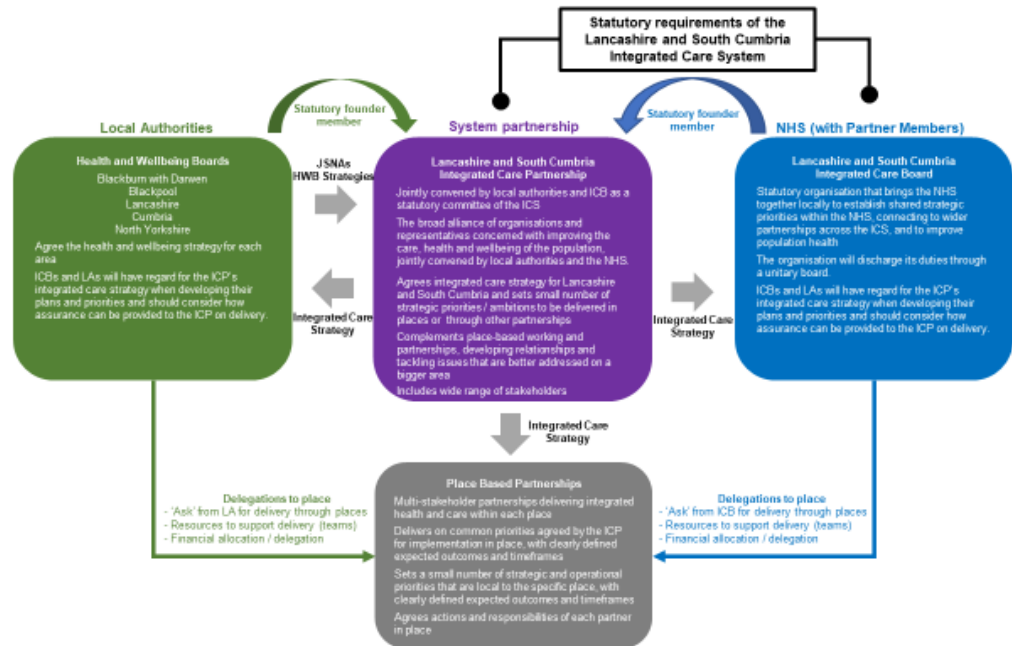 Statutory requirements of the
Lancashire and South Cumbria
Integrated Care System
Statutory founder
member
Statutory founder
member
Local Authorities
System partnership
NHS (with Partner Members)
Health and Wellbeing Boards
Blackburn with Darwen
Blackpool
Lancashire
Cumbria
North Yorkshire
Agree the health and wellbeing strategy for each
area
ICBs and LAs will have regard for the ICP's
integrated care strategy when developing their
plans and priorities and should consider how
assurance can be provided to the ICP on delivery.
JSNAs
HWB Strategies
Integrated Care
Strategy
Lancashire and South Cumbria
Integrated Care Partnership
Jointly convened by local authorities and ICB as a
statutory committee of the ICS
The broad alliance of organisations and
representatives concerned with improving the
care, health and wellbeing of the population,
jointly convened by local authorities and the NHS.
Agrees integrated care strategy for Lancashire
and South Cumbria and sets small number of
strategic priorities / ambitions to be delivered in
places or through other partnerships
Complements place-based working and
partnerships, developing relationships and
tackling issues that are better addressed on a
bigger area
Includes wide range of stakeholders
Integrated Care
Strategy
Lancashire and South Cumbria
Integrated Care Board
Statutory organisation that brings the NHS
together locally to establish shared strategic
priorities within the NHS, connecting to wider
partnerships across the ICS, and to improve
population health
The organisation will discharge its duties through
a unitary board.
ICBs and LAs will have regard for the ICP's
integrated care strategy when developing their
plans and priorities and should consider how
assurance can be provided to the ICP on delivery.
Integrated Care
Strategy
Delegations to place
- 'Ask' from LA for delivery through places
- Resources to support delivery (teams)
- Financial allocation / delegation
Place Based Partnerships
Multi-stakeholder partnerships delivering integrated
health and care within each place
Delivers on common priorities agreed by the ICP
for implementation in place, with clearly defined
expected outcomes and timeframes
Sets a small number of strategic and operational
priorities that are local to the specific place, with
clearly defined expected outcomes and timeframes
Agrees actions and responsibilities of each partner
in place
Delegations to place
- 'Ask' from ICB for delivery through places
- Resources to support delivery (teams)
- Financial allocation / delegation